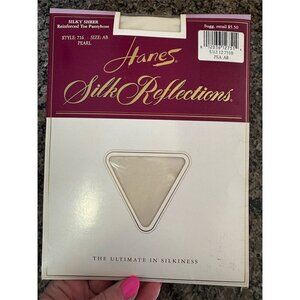 SILKY SHEER
Reinforced Toe Pantyhose
STYLE: 716 SIZE: AB
PEARL
Sugg. retail $5.50
PEA AB
Hanes
Silk Reflections
THE ULTIMATE IN SILKINESS